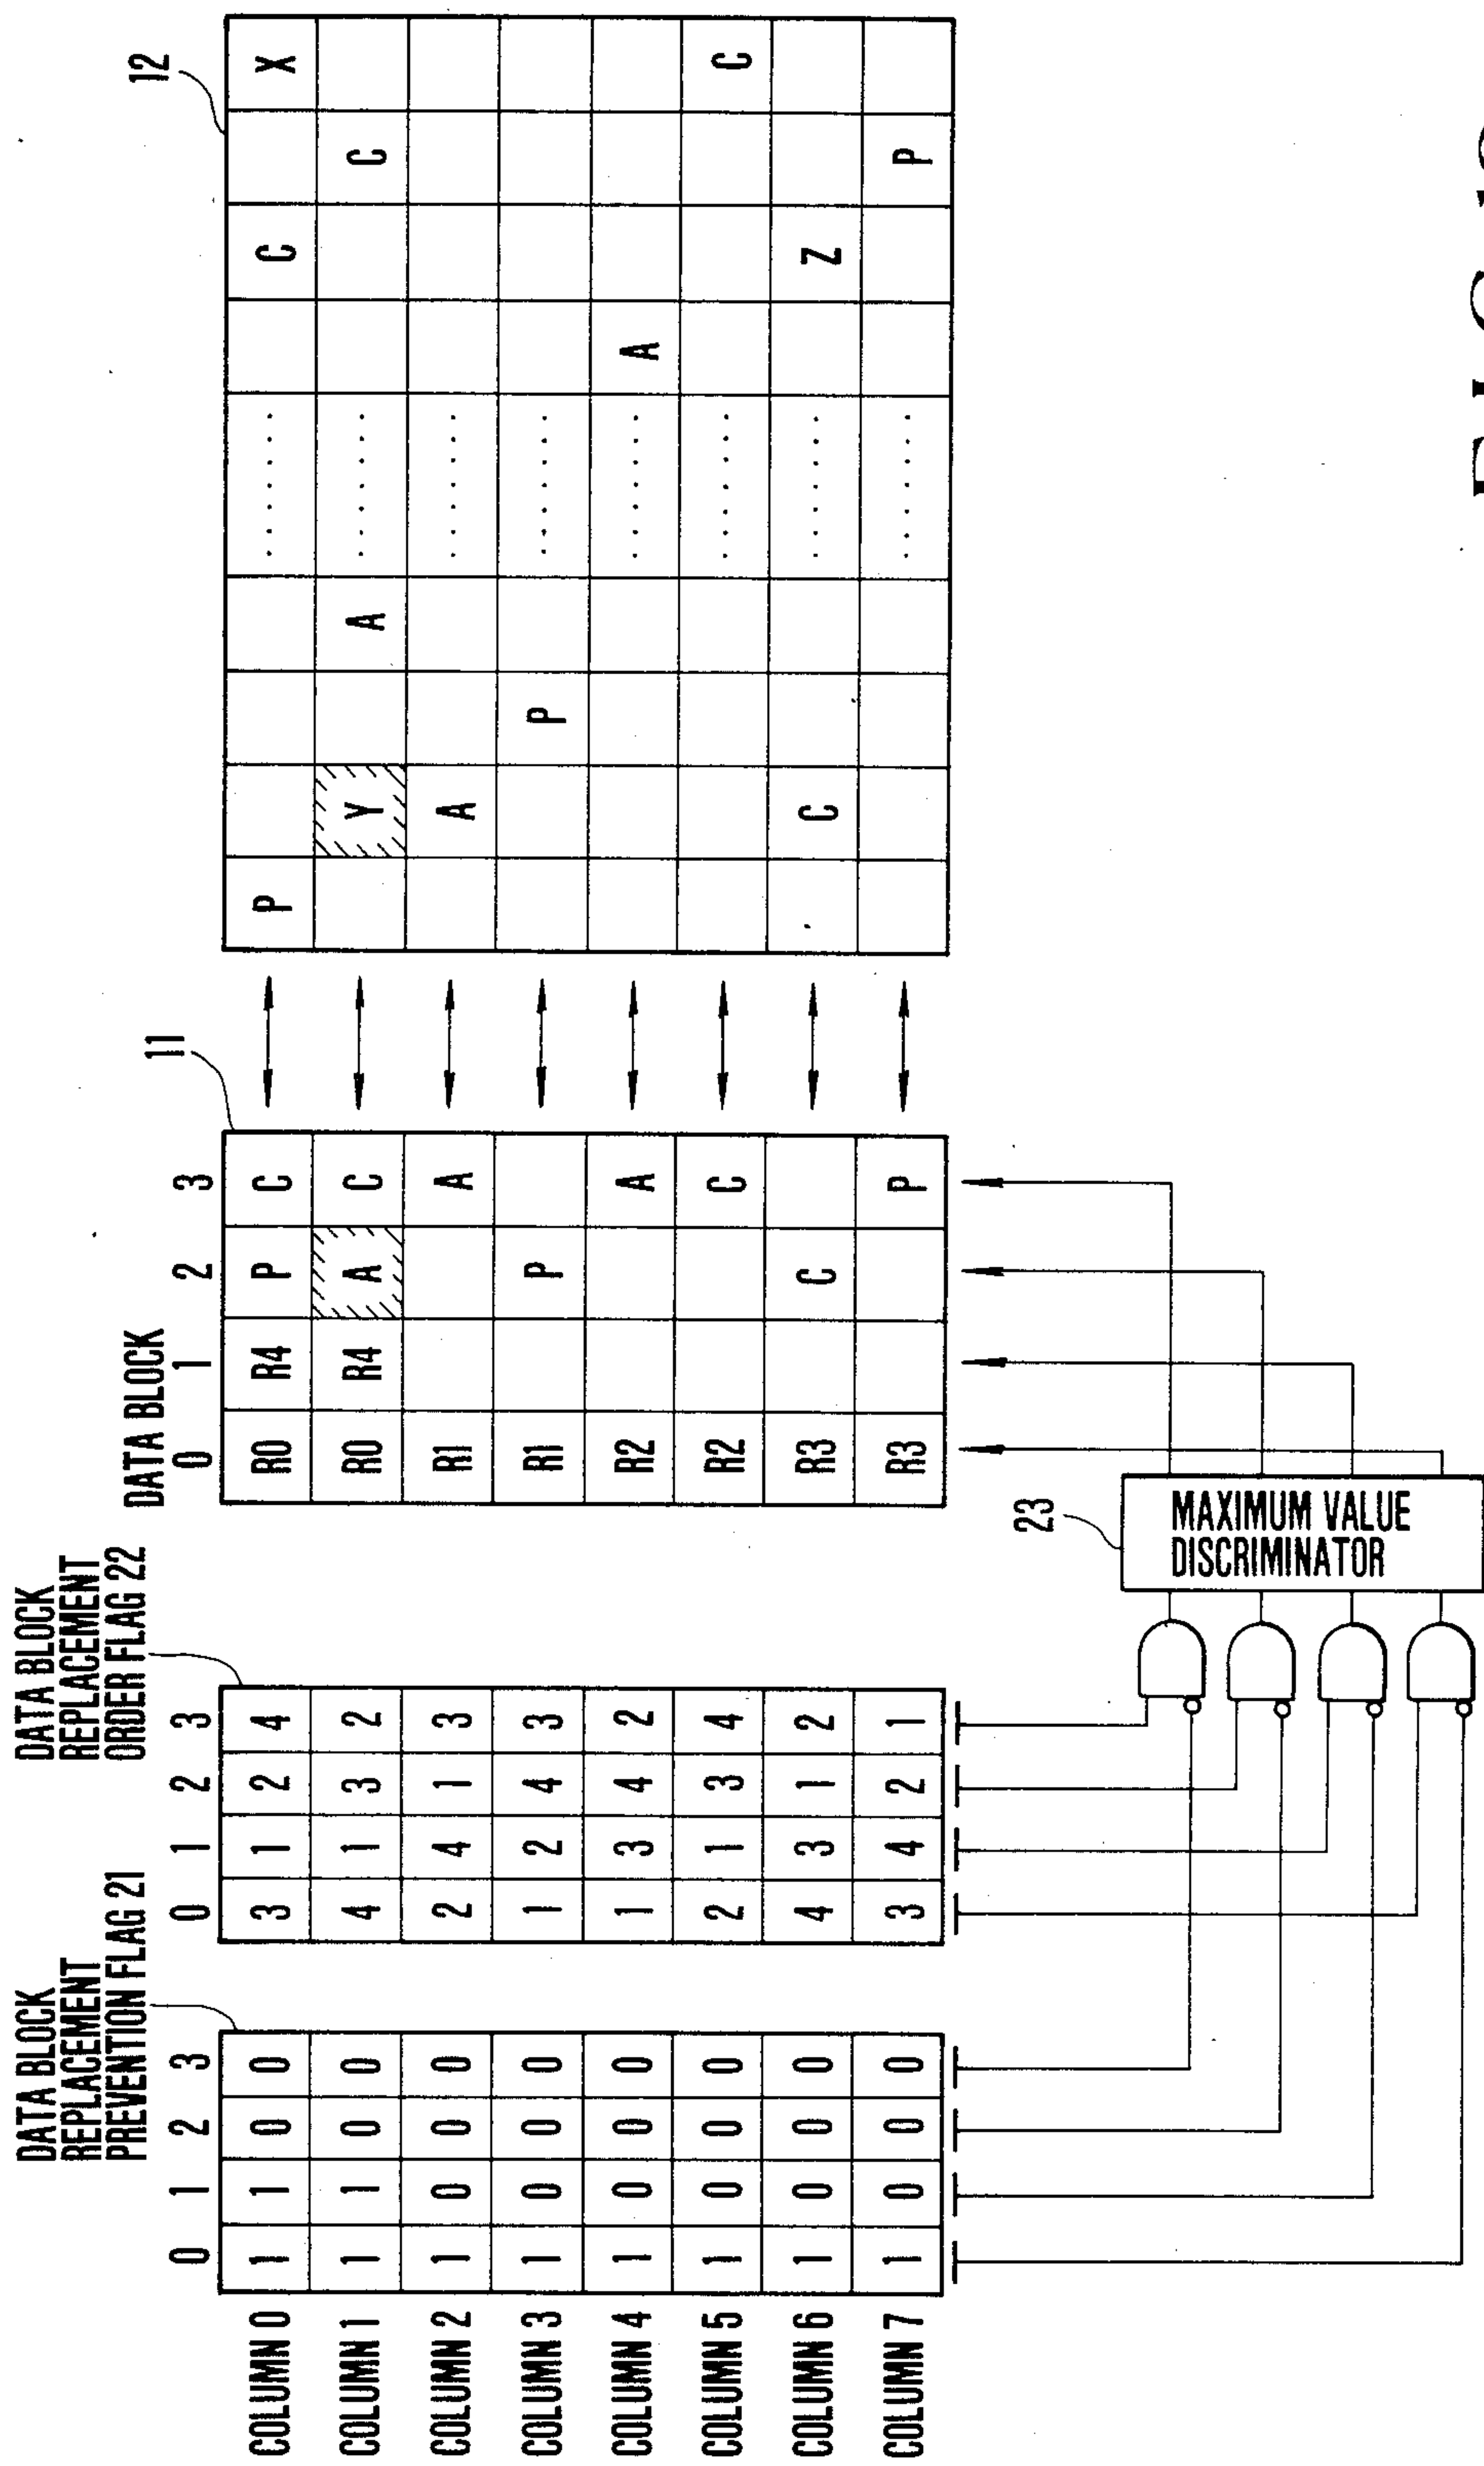 DATA BLOCK
REPLACEMENT
PREVENTION FLAG 21
0 1 2 3
COLUMN 0 1 1 0 0
COLUMN 1 1 1 0 0
COLUMN 2 1 0 0 0
COLUMN 3 1 0 0 0
COLUMN 4 1 0 0 0
COLUMN 5 1 0 0 0
COLUMN 6 1 0 0 0
COLUMN 7 1 0 0 0
DATA BLOCK
REPLACEMENT
ORDER FLAG 22
0 1 2 3
3 1 2 4
4 1 3 2
2 4 1 3
1 2 4 3
1 3 4 2
2 1 3 4
4 3 1 2
3 4 2 1
DATA BLOCK
0 1 2 3
11
R0 R4 P C
R0 R4 A C
R1 A
R1 P
R2 A
R2 C
R3 C
R3 P
12
P C X
Y A C
A
P
A
C
C Z
P
23
MAXIMUM VALUE
DISCRIMINATOR